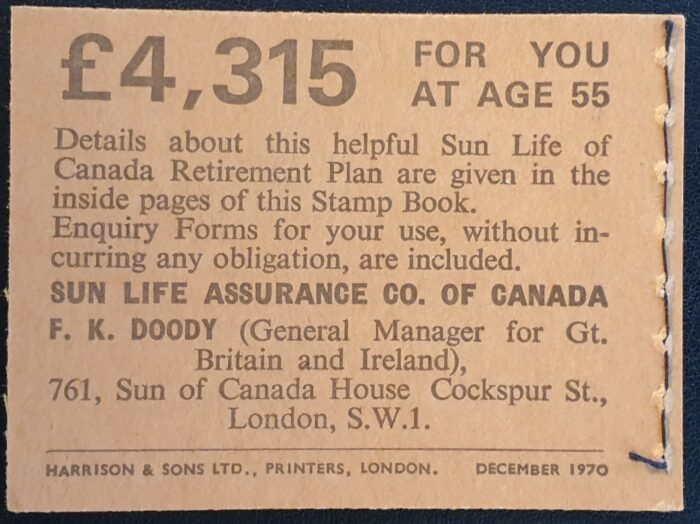 £4,315 FOR YOU
AT AGE 55
Details about this helpful Sun Life of
Canada Retirement Plan are given in the
inside pages of this Stamp Book.
Enquiry Forms for your use, without in-
curring any obligation, are included.
SUN LIFE ASSURANCE CO. OF CANADA
F. K. DOODY (General Manager for Gt.
Britain and Ireland),
761, Sun of Canada House Cockspur St.,
London, S.W.1.
HARRISON & SONS LTD., PRINTERS, LONDON. DECEMBER 1970